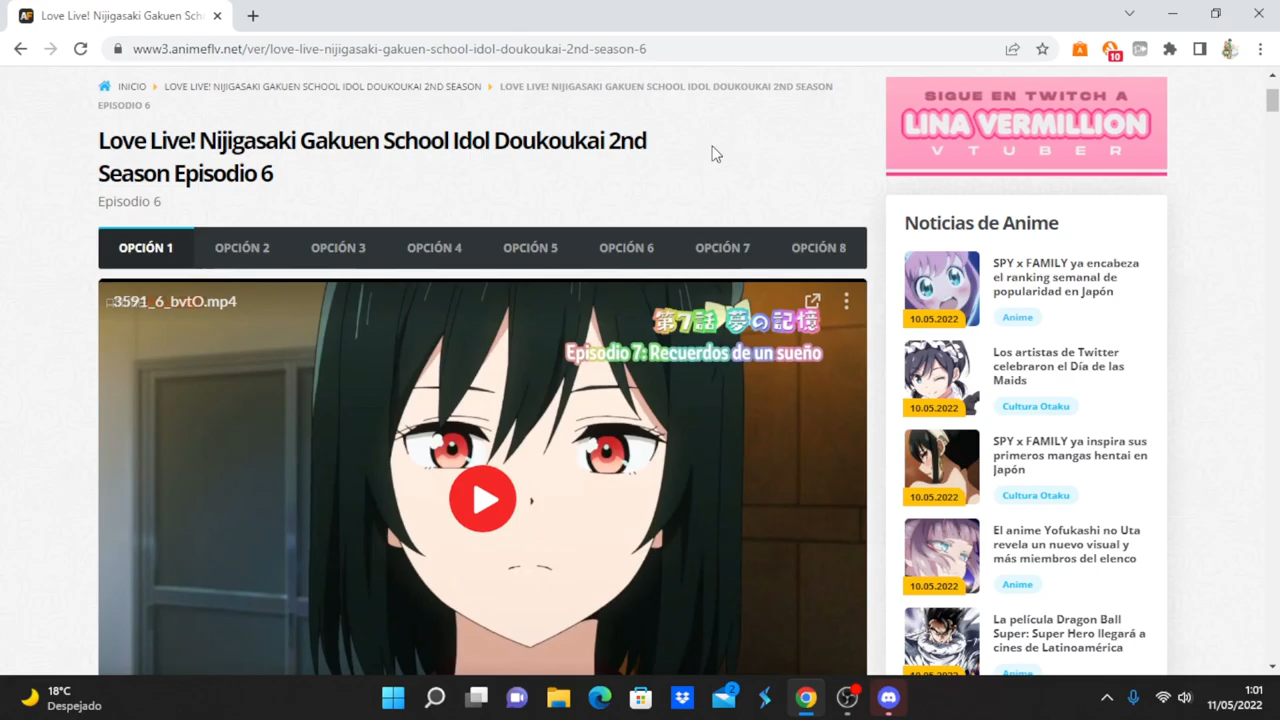 Love Live! Nijigasaki Gakuen Sch
www3.animeflv.net/ver/love-live-nijigasaki-gakuen-school-idol-doukoukai-2nd-season-6
10
INICIO LOVE LIVE! NIJIGASAKI GAKUEN SCHOOL IDOL DOUKOUKAI 2ND SEASON LOVE LIVE! NIJIGASAKI GAKUEN SCHOOL IDOL DOUKOUKAI 2ND SEASON
EPISODIO 6
Love Live! Nijigasaki Gakuen School Idol Doukoukai 2nd
Season Episodio 6
Episodio 6
OPCIÓN 1 OPCIÓN 2 OPCIÓN 3 OPCIÓN 4 OPCIÓN 5 OPCIÓN 6 OPCIÓN 7 OPCIÓN 8
3591_6_bvtO.mp4
第7話 夢の記憶
Episodio 7: Recuerdos de un sueño
SIGUE EN TWITCH A
LINA VERMILLION
VTUBER
Noticias de Anime
SPY x FAMILY ya encabeza
el ranking semanal de
popularidad en Japón
10.05.2022
Anime
Los artistas de Twitter
celebraron el Día de las
Maids
10.05.2022
Cultura Otaku
SPY x FAMILY ya inspira sus
primeros mangas hentai en
Japón
10.05.2022
Cultura Otaku
El anime Yofukashi no Uta
revela un nuevo visual y
más miembros del elenco
10.05.2022
Anime
La película Dragon Ball
Super: Super Hero llegará a
cines de Latinoamérica
Anime
18°C
Despejado
2
1:01
11/05/2022